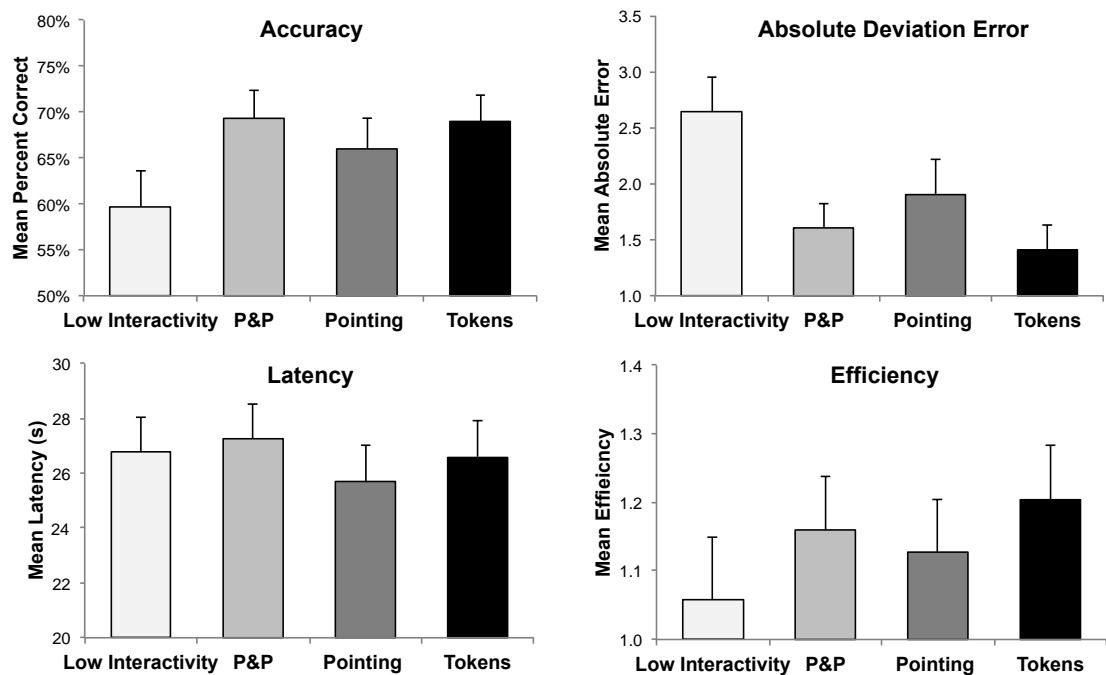 Accuracy
Mean Percent Correct
80%
75%
70%
65%
60%
55%
50%
Low Interactivity P&P Pointing Tokens
Absolute Deviation Error
Mean Absolute Error
3.5
3.0
2.5
2.0
1.5
1.0
Low Interactivity P&P Pointing Tokens
Latency
Mean Latency (s)
30
28
26
24
22
20
Low Interactivity P&P Pointing Tokens
Efficiency
Mean Effieicncy
1.4
1.3
1.2
1.1
1.0
Low Interactivity P&P Pointing Tokens